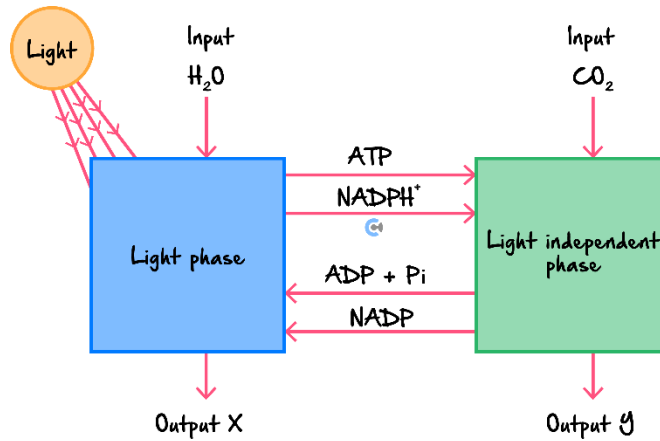 Light
Input
H₂O
Input
CO₂
ATP
NADPH⁺
Light phase
Light independent
phase
ADP + Pi
NADP
Output X
Output Y